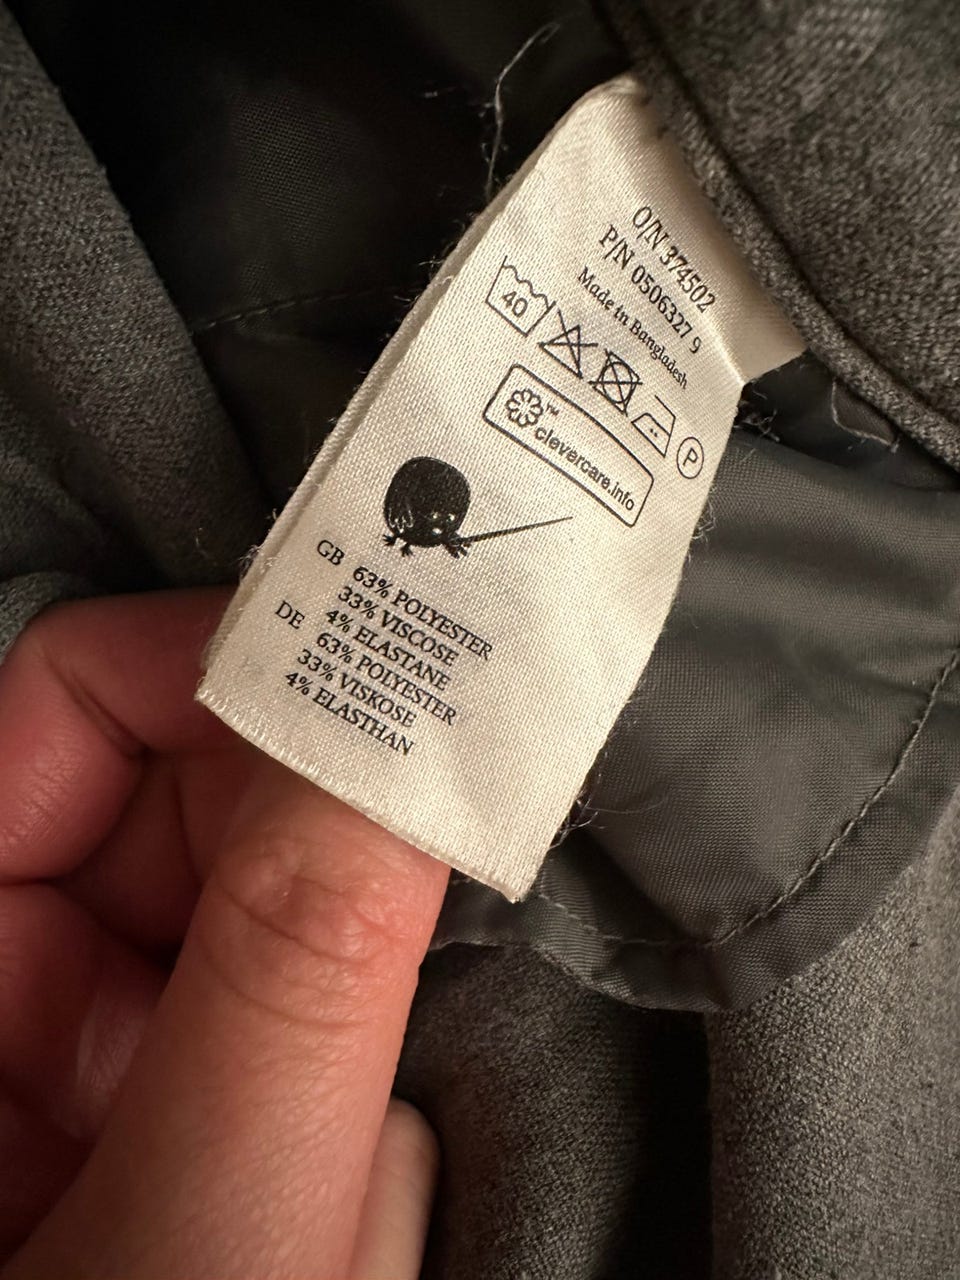 O/N 374502
P/N 0506327 9
Made in Bangladesh
40
P
clevercare.info™
GB 63% POLYESTER
33% VISCOSE
4% ELASTANE
DE 63% POLYESTER
33% VISKOSE
4% ELASTHAN